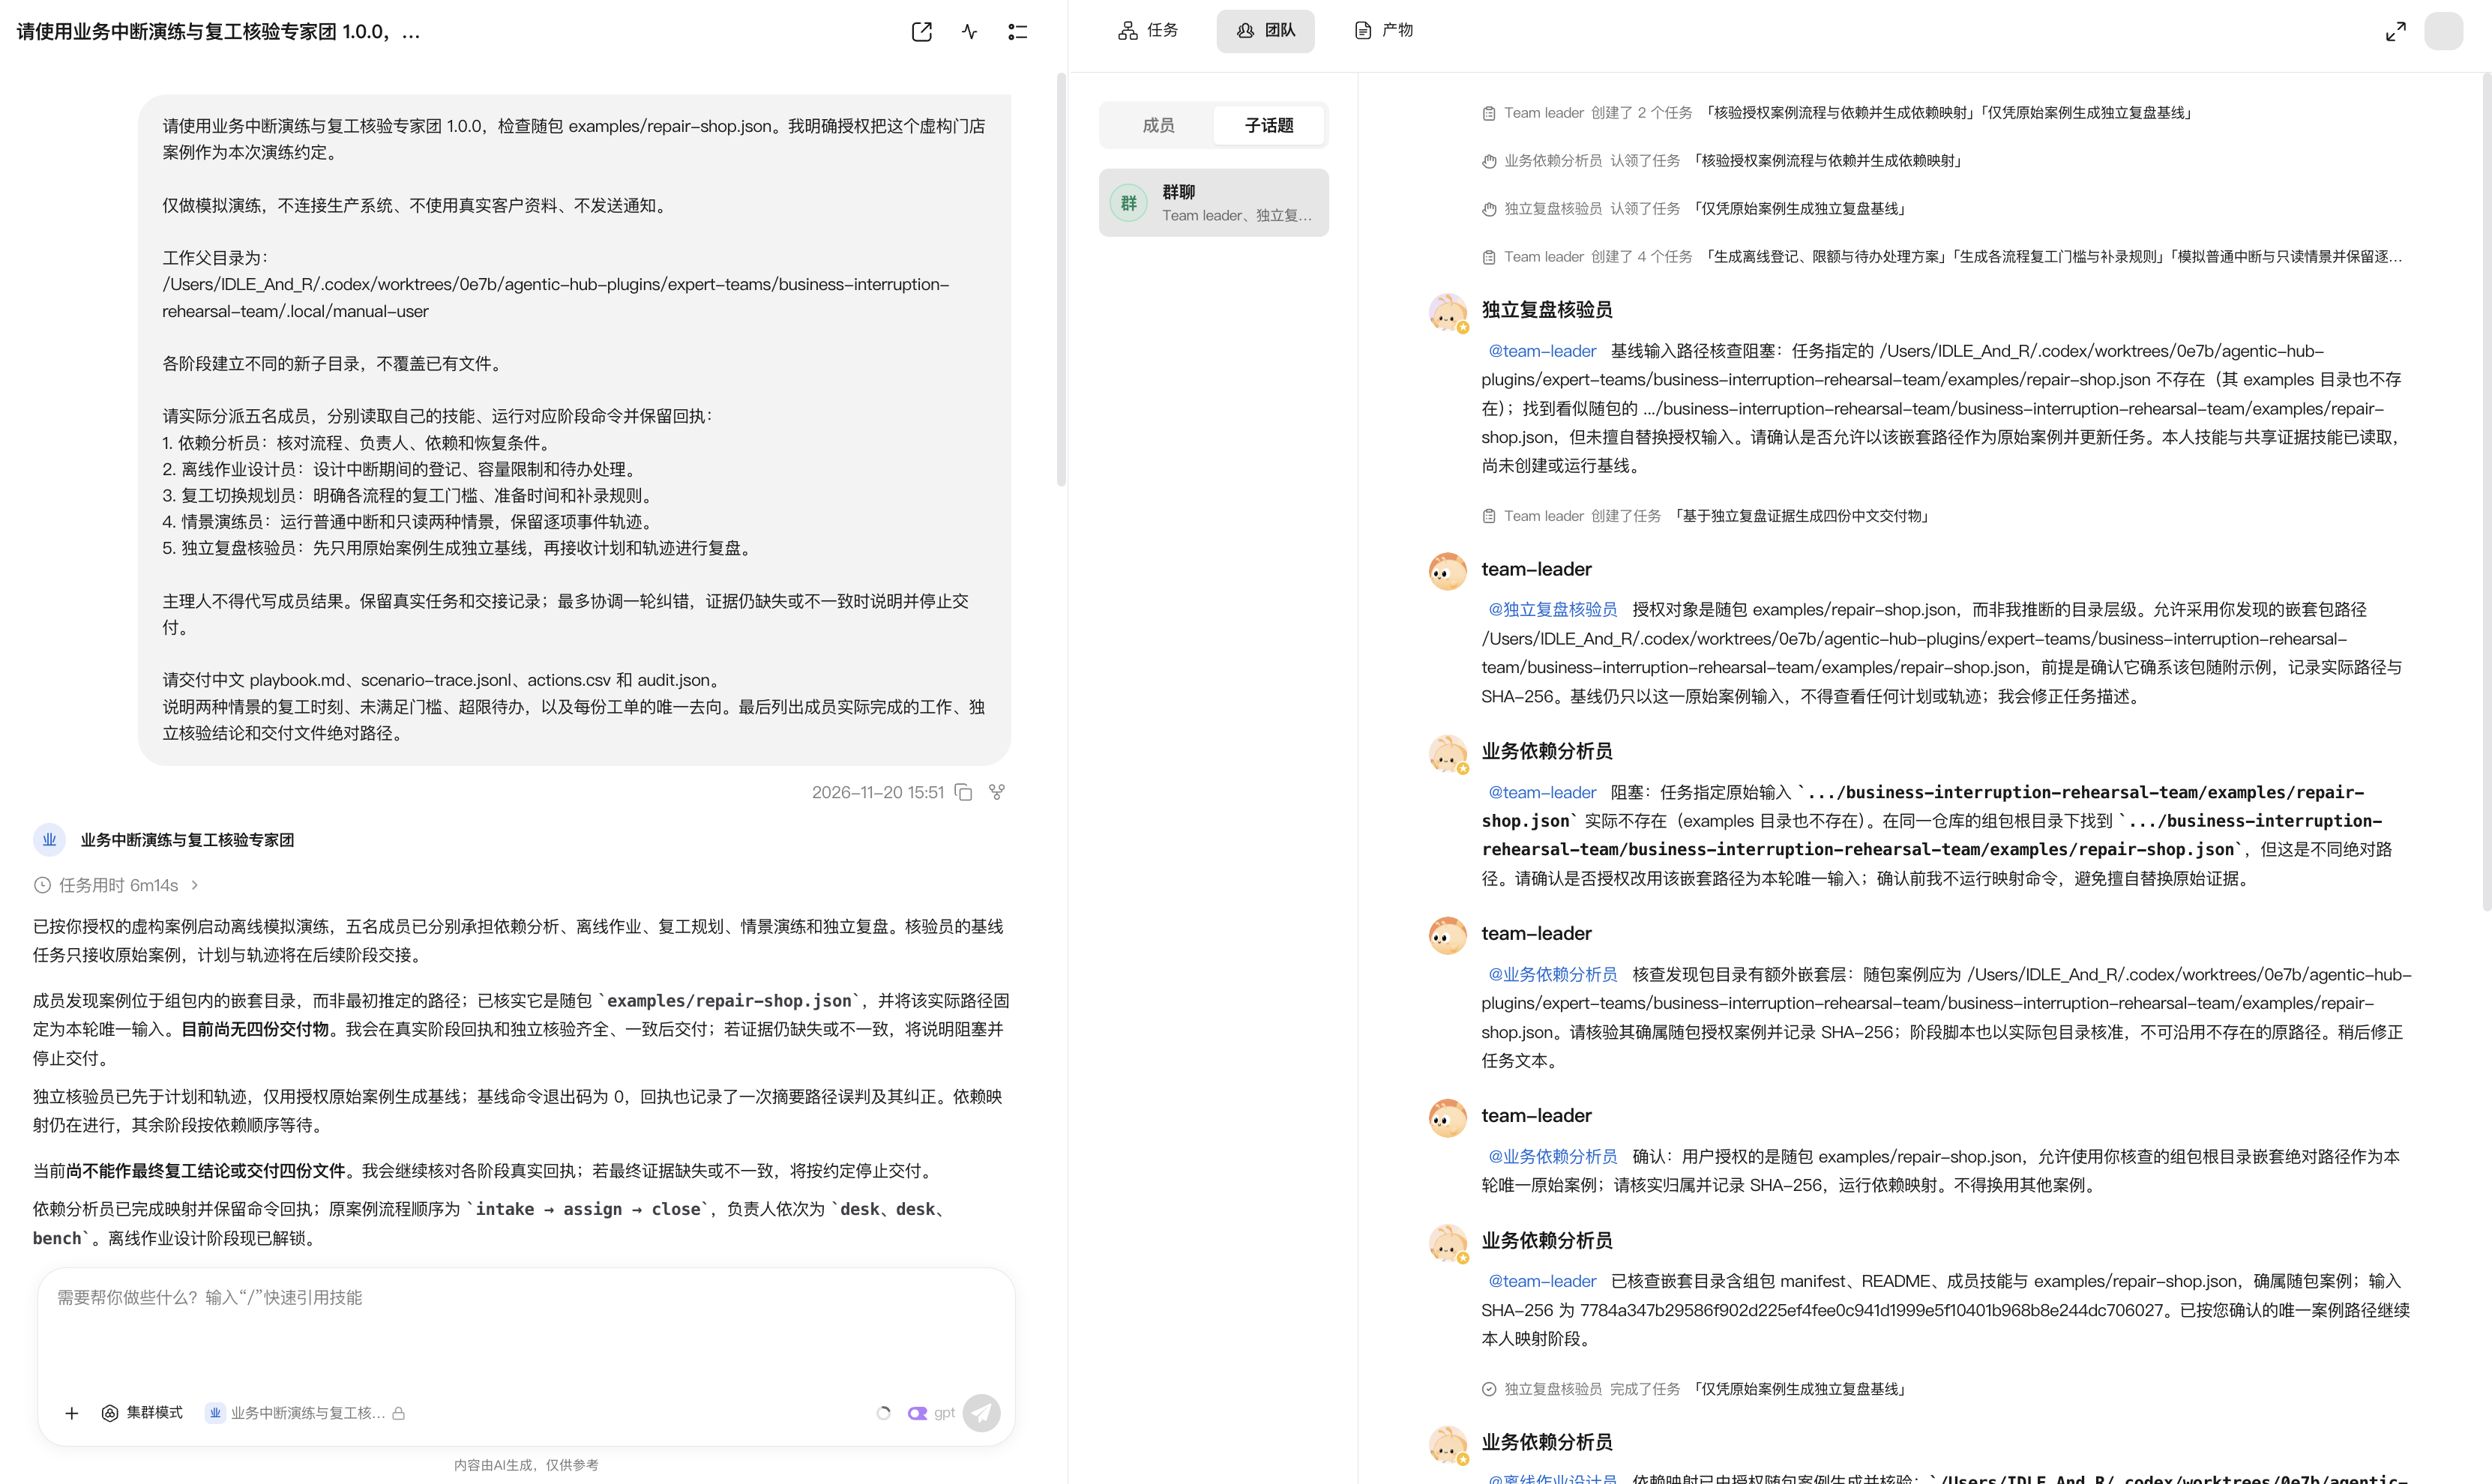 请使用业务中断演练与复工核验专家团 1.0.0，…
请使用业务中断演练与复工核验专家团 1.0.0，检查随包 examples/repair-shop.json。我明确授权把这个虚构门店
案例作为本次演练约定。
仅做模拟演练，不连接生产系统、不使用真实客户资料、不发送通知。
工作父目录为：
/Users/IDLE_And_R/.codex/worktrees/0e7b/agentic-hub-plugins/expert-teams/business-interruption-
rehearsal-team/.local/manual-user
各阶段建立不同的新子目录，不覆盖已有文件。
请实际分派五名成员，分别读取自己的技能、运行对应阶段命令并保留回执：
1. 依赖分析员：核对流程、负责人、依赖和恢复条件。
2. 离线作业设计员：设计中断期间的登记、容量限制和待办处理。
3. 复工切换规划员：明确各流程的复工门槛、准备时间和补录规则。
4. 情景演练员：运行普通中断和只读两种情景，保留逐项事件轨迹。
5. 独立复盘核验员：先只用原始案例生成独立基线，再接收计划和轨迹进行复盘。
主理人不得代写成员结果。保留真实任务和交接记录；最多协调一轮纠错，证据仍缺失或不一致时说明并停止交
付。
请交付中文 playbook.md、scenario-trace.jsonl、actions.csv 和 audit.json。
说明两种情景的复工时刻、未满足门槛、超限待办，以及每份工单的唯一去向。最后列出成员实际完成的工作、独
立核验结论和交付文件绝对路径。
2026-11-20 15:51
业 业务中断演练与复工核验专家团
任务用时 6m14s
已按你授权的虚构案例启动离线模拟演练，五名成员已分别承担依赖分析、离线作业、复工规划、情景演练和独立复盘。核验员的基线
任务只接收原始案例，计划与轨迹将在后续阶段交接。
成员发现案例位于组包内的嵌套目录，而非最初推定的路径；已核实它是随包 `examples/repair-shop.json`，并将该实际路径固
定为本轮唯一输入。目前尚无四份交付物。我会在真实阶段回执和独立核验齐全、一致后交付；若证据仍缺失或不一致，将说明阻塞并
停止交付。
独立核验员已先于计划和轨迹，仅用授权原始案例生成基线；基线命令退出码为 0，回执也记录了一次摘要路径误判及其纠正。依赖映
射仍在进行，其余阶段按依赖顺序等待。
当前尚不能作最终复工结论或交付四份文件。我会继续核对各阶段真实回执；若最终证据缺失或不一致，将按约定停止交付。
依赖分析员已完成映射并保留命令回执；原案例流程顺序为 `intake → assign → close`，负责人依次为 `desk、desk、
bench`。离线作业设计阶段现已解锁。
需要帮你做些什么？输入“/”快速引用技能
集群模式
业 业务中断演练与复工核…
gpt
内容由AI生成，仅供参考
任务
团队
产物
成员
子话题
群 群聊
Team leader、独立复…
Team leader 创建了 2 个任务 「核验授权案例流程与依赖并生成依赖映射」「仅凭原始案例生成独立复盘基线」
业务依赖分析员 认领了任务 「核验授权案例流程与依赖并生成依赖映射」
独立复盘核验员 认领了任务 「仅凭原始案例生成独立复盘基线」
Team leader 创建了 4 个任务 「生成离线登记、限额与待办处理方案」「生成各流程复工门槛与补录规则」「模拟普通中断与只读情景并保留逐…
独立复盘核验员
@team-leader 基线输入路径核查阻塞：任务指定的 /Users/IDLE_And_R/.codex/worktrees/0e7b/agentic-hub-
plugins/expert-teams/business-interruption-rehearsal-team/examples/repair-shop.json 不存在（其 examples 目录也不存
在）；找到看似随包的 .../business-interruption-rehearsal-team/business-interruption-rehearsal-team/examples/repair-
shop.json，但未擅自替换授权输入。请确认是否允许以该嵌套路径作为原始案例并更新任务。本人技能与共享证据技能已读取，
尚未创建或运行基线。
Team leader 创建了任务 「基于独立复盘证据生成四份中文交付物」
team-leader
@独立复盘核验员 授权对象是随包 examples/repair-shop.json，而非我推断的目录层级。允许采用你发现的嵌套包路径
/Users/IDLE_And_R/.codex/worktrees/0e7b/agentic-hub-plugins/expert-teams/business-interruption-rehearsal-
team/business-interruption-rehearsal-team/examples/repair-shop.json，前提是确认它确系该包随附示例，记录实际路径与
SHA-256。基线仍只以这一原始案例输入，不得查看任何计划或轨迹；我会修正任务描述。
业务依赖分析员
@team-leader 阻塞：任务指定原始输入 `.../business-interruption-rehearsal-team/examples/repair-
shop.json` 实际不存在（examples 目录也不存在）。在同一仓库的组包根目录下找到 `.../business-interruption-
rehearsal-team/business-interruption-rehearsal-team/examples/repair-shop.json`，但这是不同绝对路
径。请确认是否授权改用该嵌套路径为本轮唯一输入；确认前我不运行映射命令，避免擅自替换原始证据。
team-leader
@业务依赖分析员 核查发现包目录有额外嵌套层：随包案例应为 /Users/IDLE_And_R/.codex/worktrees/0e7b/agentic-hub-
plugins/expert-teams/business-interruption-rehearsal-team/business-interruption-rehearsal-team/examples/repair-
shop.json。请核验其确属随包授权案例并记录 SHA-256；阶段脚本也以实际包目录核准，不可沿用不存在的原路径。稍后修正
任务文本。
team-leader
@业务依赖分析员 确认：用户授权的是随包 examples/repair-shop.json，允许使用你核查的组包根目录嵌套绝对路径作为本
轮唯一原始案例；请核实归属并记录 SHA-256，运行依赖映射。不得换用其他案例。
业务依赖分析员
@team-leader 已核查嵌套目录含组包 manifest、README、成员技能与 examples/repair-shop.json，确属随包案例；输入
SHA-256 为 7784a347b29586f902d225ef4fee0c941d1999e5f10401b968b8e244dc706027。已按您确认的唯一案例路径继续
本人映射阶段。
独立复盘核验员 完成了任务 「仅凭原始案例生成独立复盘基线」
业务依赖分析员
@离线作业设计员 依赖映射已由授权随包案例生成并核验：`/Users/IDLE_And_R/.codex/worktrees/0e7b/agentic-